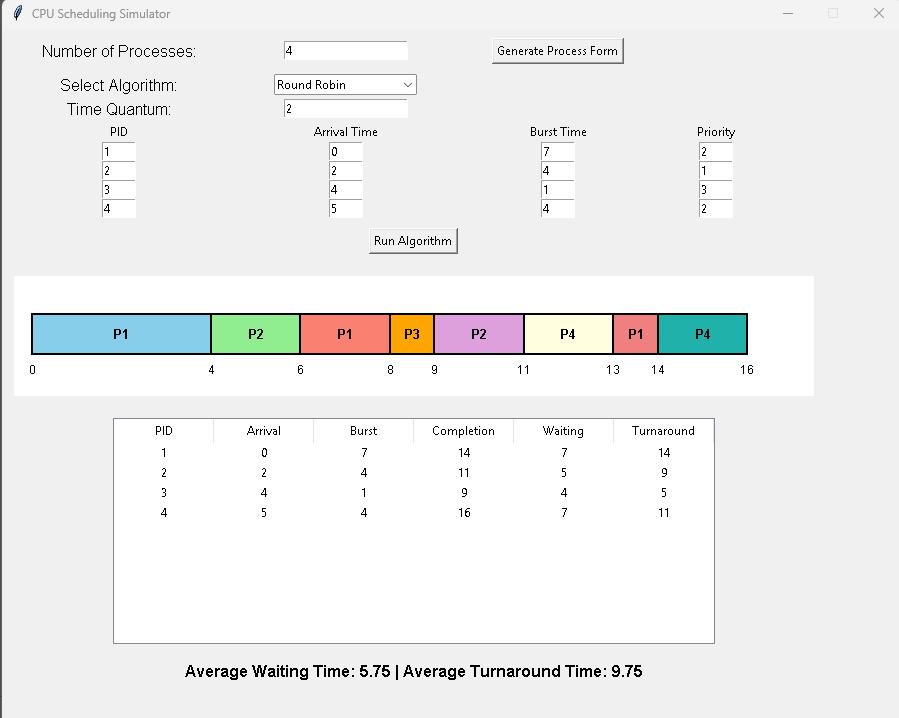 CPU Scheduling Simulator
Number of Processes: 4 Generate Process Form
Select Algorithm: Round Robin
Time Quantum: 2
PID Arrival Time Burst Time Priority
1 0 7 2
2 2 4 1
3 4 1 3
4 5 4 2
Run Algorithm
P1 P2 P1 P3 P2 P4 P1 P4
0 4 6 8 9 11 13 14 16
PID Arrival Burst Completion Waiting Turnaround
1 0 7 14 7 14
2 2 4 11 5 9
3 4 1 9 4 5
4 5 4 16 7 11
Average Waiting Time: 5.75 | Average Turnaround Time: 9.75